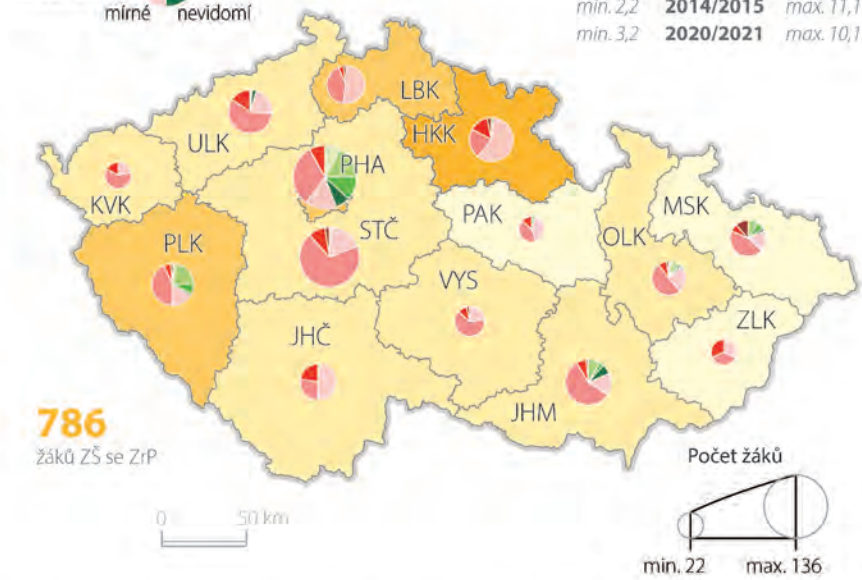 mírné nevidomí
min. 2,2 2014/2015 max. 11,1
min. 3,2 2020/2021 max. 10,1
LBK
HKK
ULK
PHA
KVK
PAK
MSK
STČ
OLK
PLK
VYS
ZLK
JHČ
JHM
786
žáků ZŠ se ZrP
Počet žáků
0 50 km
min. 22 max. 136